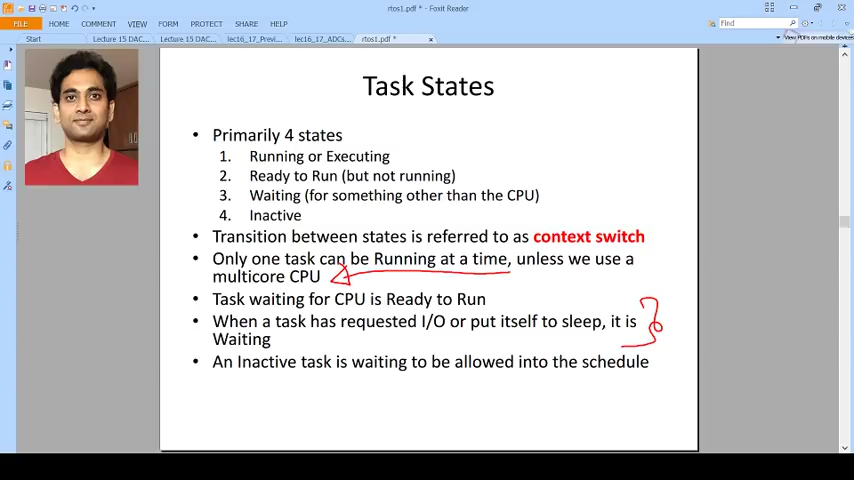 rtos1.pdf * - Foxit Reader
FILE HOME COMMENT VIEW FORM PROTECT SHARE HELP
Find
Start Lecture 15 DAC... Lecture 15 DAC... lec16_17_Previ... lec16_17_ADCs... rtos1.pdf *
View PDFs on mobile devices
Task States
• Primarily 4 states
1. Running or Executing
2. Ready to Run (but not running)
3. Waiting (for something other than the CPU)
4. Inactive
• Transition between states is referred to as context switch
• Only one task can be Running at a time, unless we use a
multicore CPU
• Task waiting for CPU is Ready to Run
• When a task has requested I/O or put itself to sleep, it is
Waiting
• An Inactive task is waiting to be allowed into the schedule